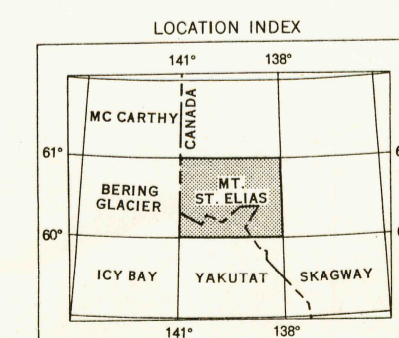 LOCATION INDEX
141° 138°
MC CARTHY
CANADA
61°
BERING
GLACIER
MT.
ST. ELIAS
60°
ICY BAY YAKUTAT SKAGWAY
141° 138°